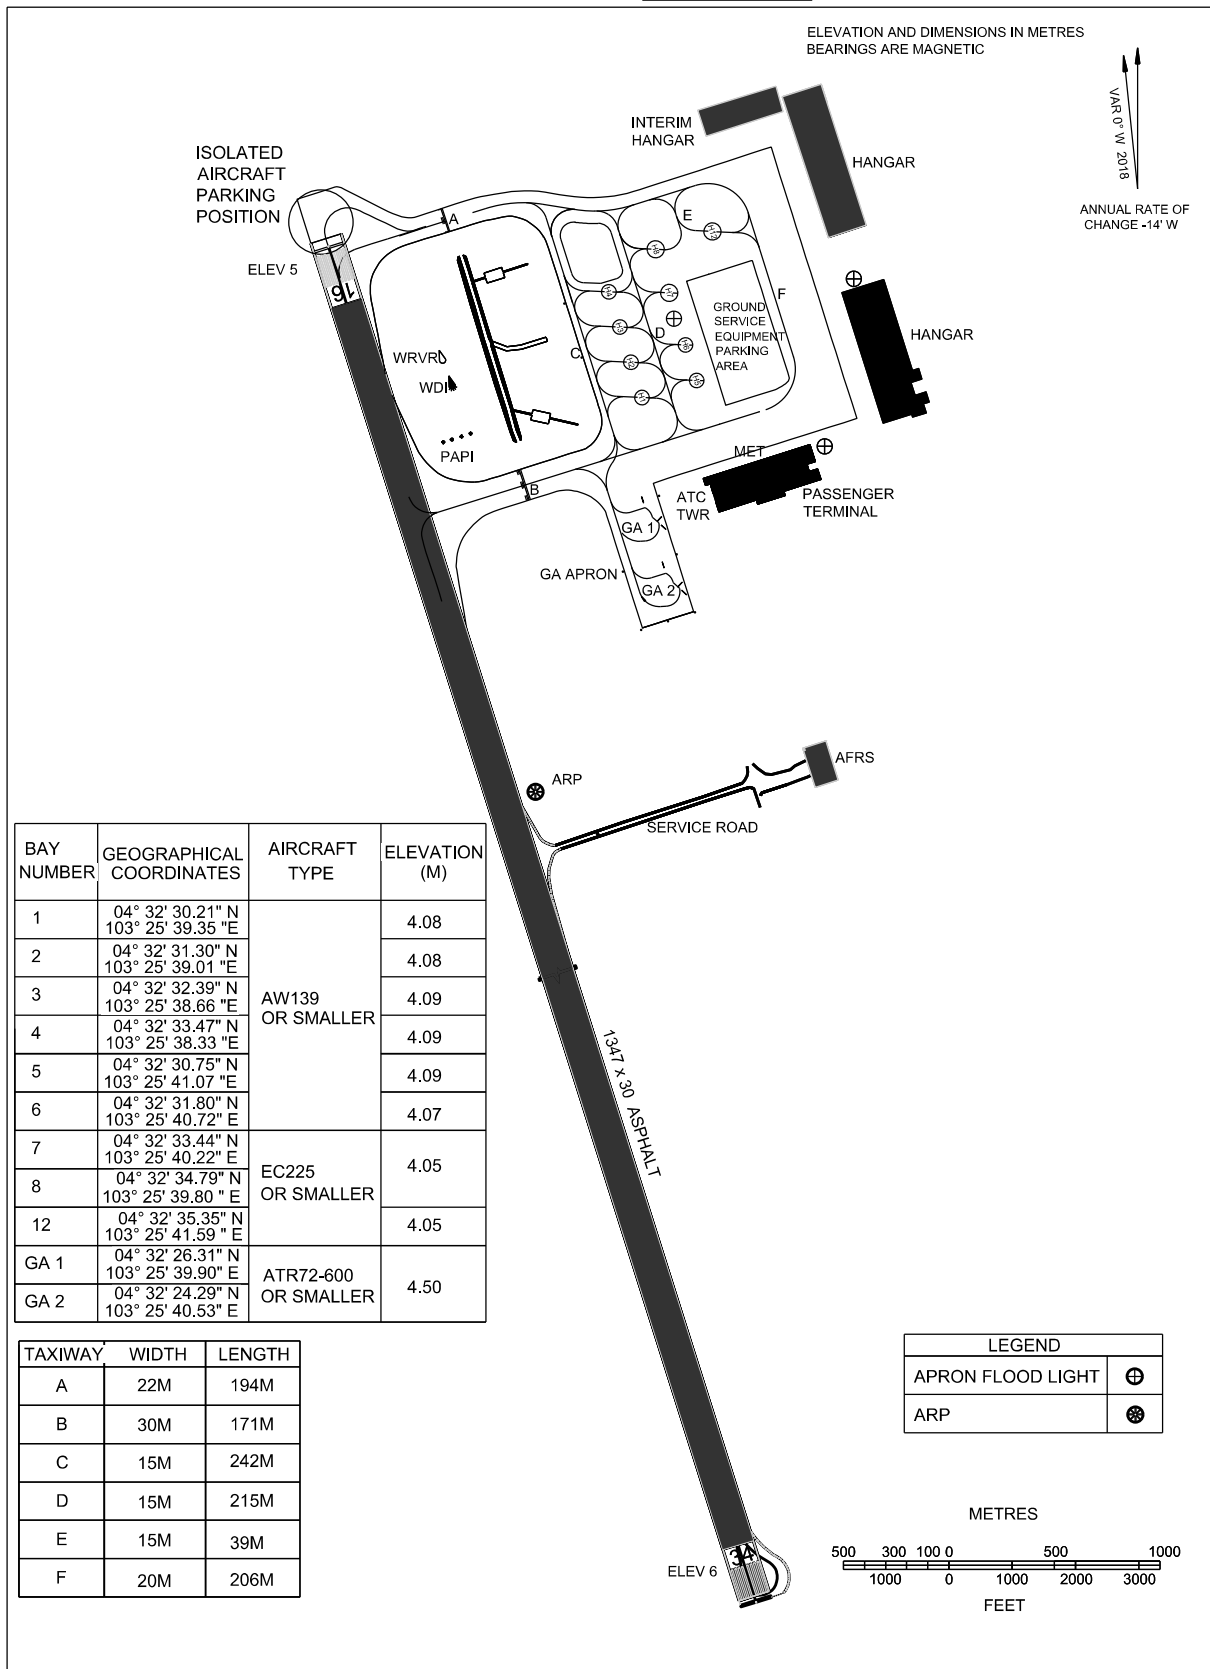 ELEVATION AND DIMENSIONS IN METRES
BEARINGS ARE MAGNETIC
VAR 0° W 2018
ANNUAL RATE OF
CHANGE -14' W
INTERIM
HANGAR
HANGAR
ISOLATED
AIRCRAFT
PARKING
POSITION
ELEV 5
16
A
E
F
HANGAR
GROUND
SERVICE
EQUIPMENT
PARKING
AREA
D
C
WRVR
WDI
PAPI
B
MET
ATC
TWR
PASSENGER
TERMINAL
GA 1
GA APRON
GA 2
ARP
AFRS
SERVICE ROAD
1347 x 30 ASPHALT
BAY NUMBER GEOGRAPHICAL COORDINATES AIRCRAFT TYPE ELEVATION (M)
1 04° 32' 30.21" N 4.08
103° 25' 39.35 "E
2 04° 32' 31.30" N 4.08
103° 25' 39.01 "E
3 04° 32' 32.39" N 4.09
103° 25' 38.66 "E
AW139
OR SMALLER
4 04° 32' 33.47" N 4.09
103° 25' 38.33 "E
5 04° 32' 30.75" N 4.09
103° 25' 41.07 "E
6 04° 32' 31.80" N 4.07
103° 25' 40.72" E
7 04° 32' 33.44" N 4.05
103° 25' 40.22" E
EC225
OR SMALLER
8 04° 32' 34.79" N
103° 25' 39.80 " E
12 04° 32' 35.35" N 4.05
103° 25' 41.59 " E
GA 1 04° 32' 26.31" N
103° 25' 39.90" E
ATR72-600
OR SMALLER
4.50
GA 2 04° 32' 24.29" N
103° 25' 40.53" E
TAXIWAY WIDTH LENGTH
A 22M 194M
B 30M 171M
C 15M 242M
D 15M 215M
E 15M 39M
F 20M 206M
LEGEND
APRON FLOOD LIGHT
ARP
34
ELEV 6
METRES
500 300 100 0 500 1000
1000 0 1000 2000 3000
FEET